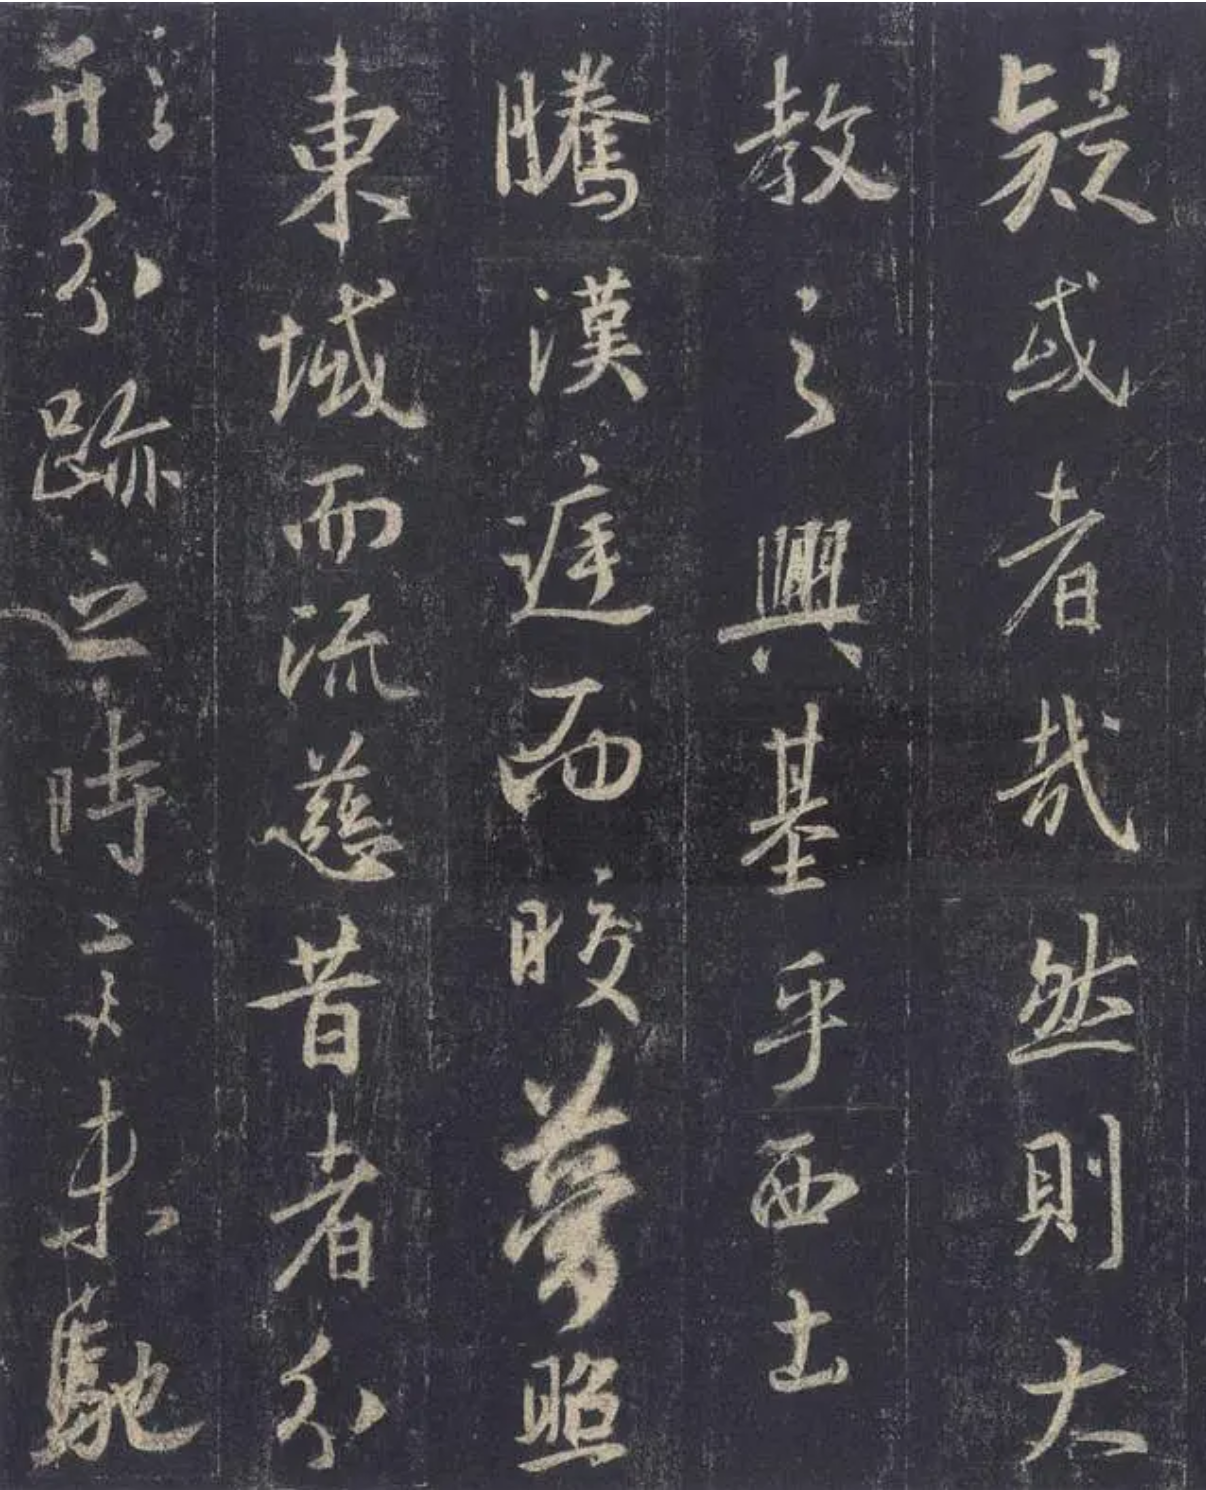 疑或者哉然則大
教之興基乎西土
騰漢庭而皎夢照
東域而流慈昔者分
形分跡之時言未馳